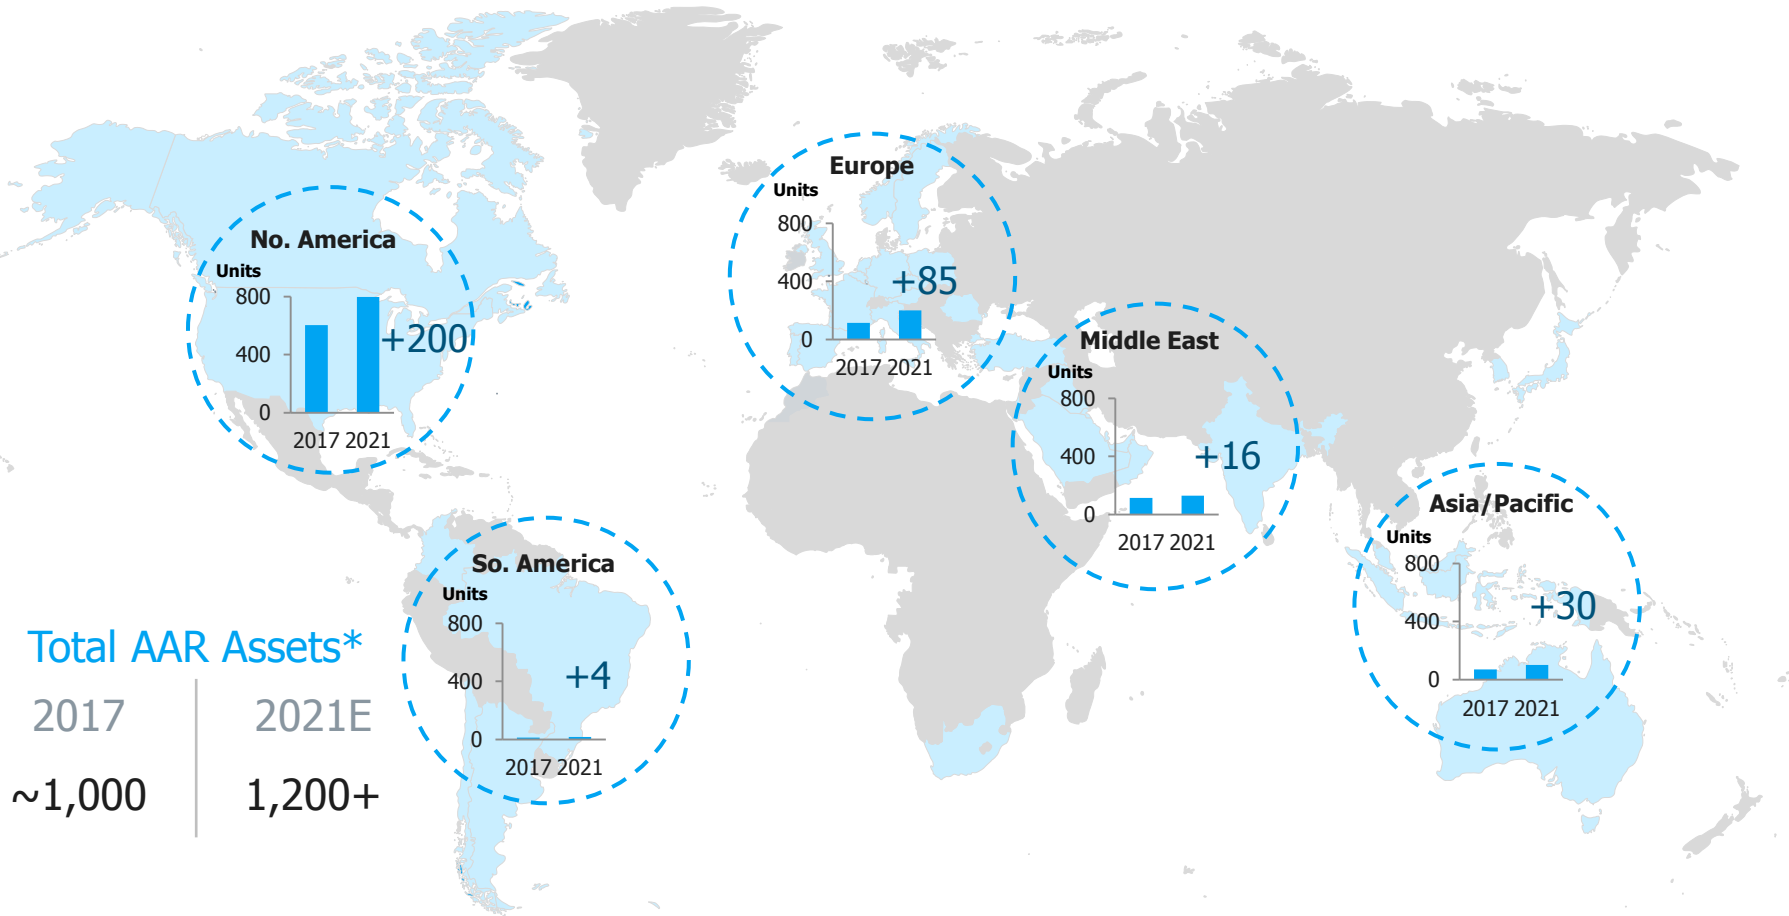 No. America
Units
800
400
0
+200
2017 2021
Europe
Units
800
400
0
+85
2017 2021
Middle East
Units
800
400
0
+16
2017 2021
Asia/Pacific
Units
800
400
0
+30
2017 2021
So. America
Units
800
400
0
+4
2017 2021
Total AAR Assets*
2017 2021E
~1,000 1,200+